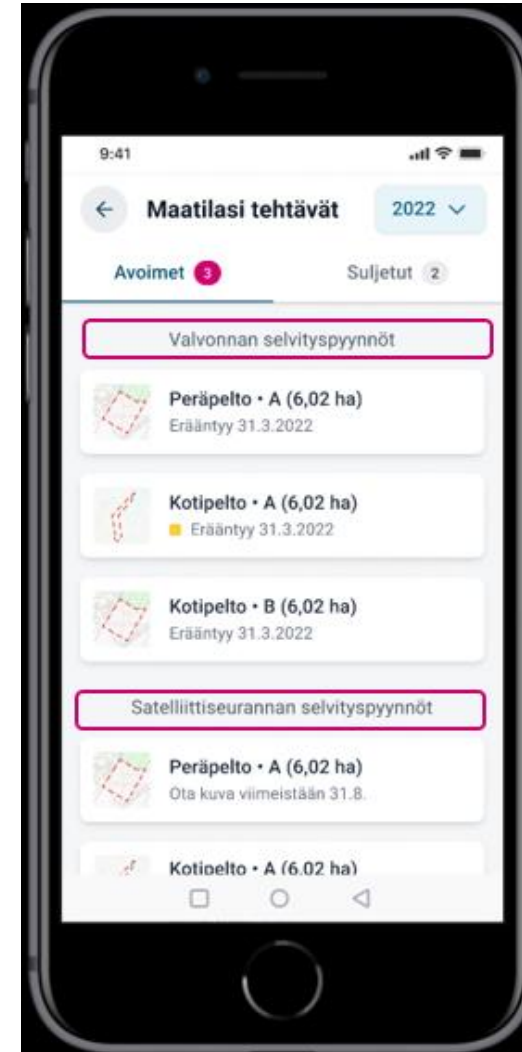 9:41
Maatilasi tehtävät
2022
Avoimet 3
Suljetut 2
Valvonnan selvityspyynnöt
Peräpelto • A (6,02 ha)
Erääntyy 31.3.2022
Kotipelto • A (6,02 ha)
Erääntyy 31.3.2022
Kotipelto • B (6,02 ha)
Erääntyy 31.3.2022
Satelliittiseurannan selvityspyynnöt
Peräpelto • A (6,02 ha)
Ota kuva viimeistään 31.8.
Kotipelto • A (6,02 ha)